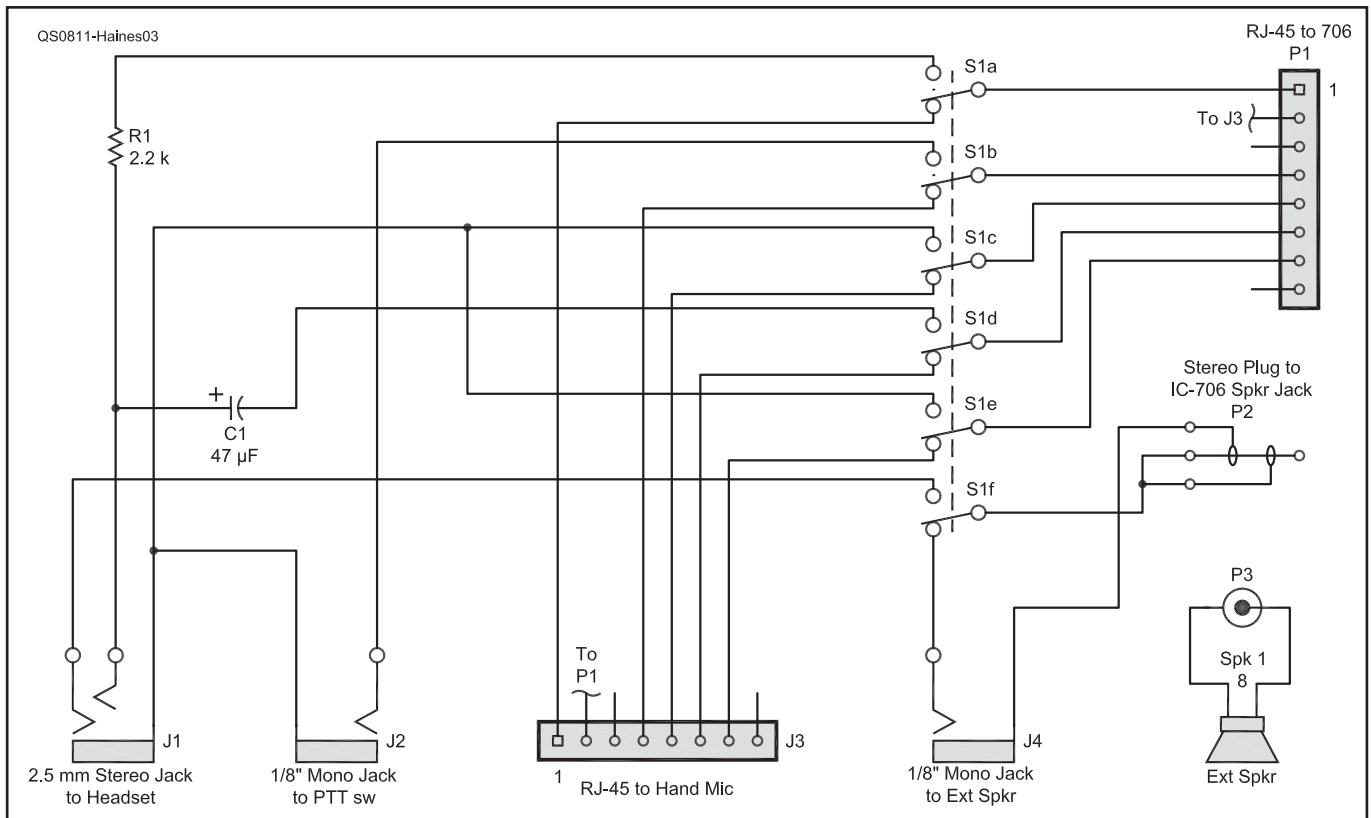 QS0811-Haines03
RJ-45 to 706
P1
1
To J3
S1a
R1
2.2 k
S1b
S1c
S1d
+
C1
47 µF
S1e
S1f
Stereo Plug to
IC-706 Spkr Jack
P2
P3
Spk 1
8
Ext Spkr
J1
2.5 mm Stereo Jack
to Headset
J2
1/8" Mono Jack
to PTT sw
To
P1
J3
1
RJ-45 to Hand Mic
J4
1/8" Mono Jack
to Ext Spkr